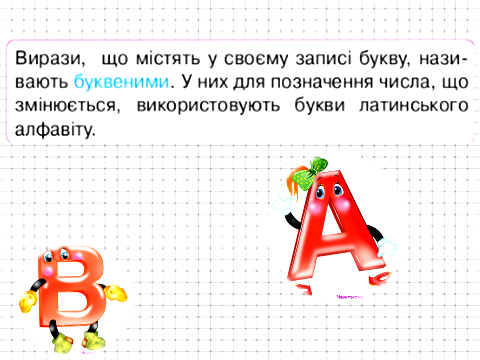 Вирази, що містять у своєму записі букву, нази-
вають буквеними. У них для позначення числа, що
змінюється, використовують букви латинського
алфавіту.
А
В